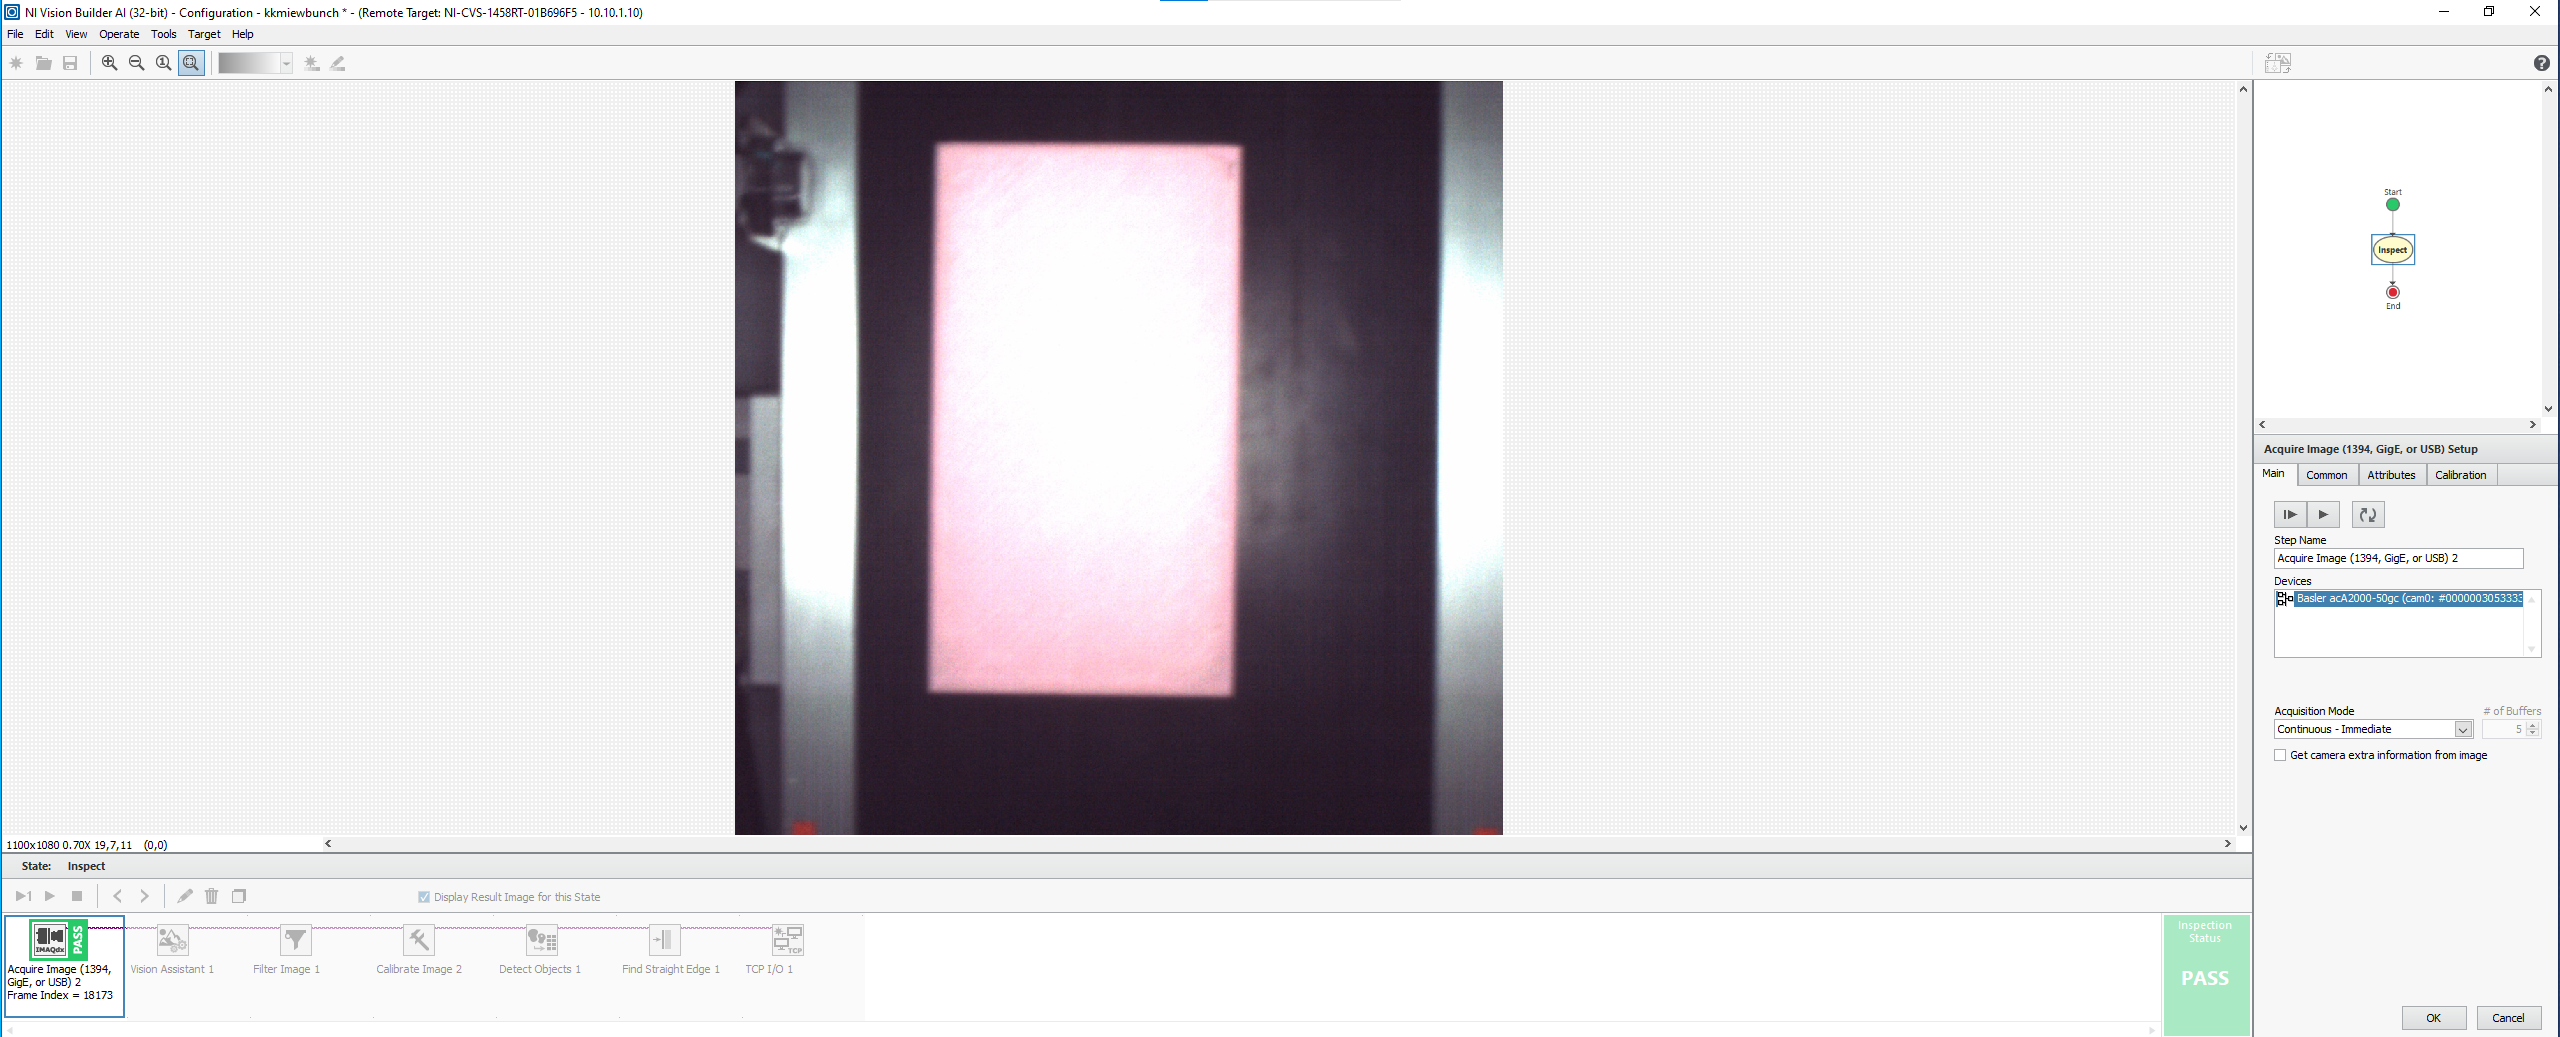 NI Vision Builder AI (32-bit) - Configuration - kkmiewbunch * - (Remote Target: NI-CVS-1458RT-01B696F5 - 10.10.1.10)
File Edit View Operate Tools Target Help
Start
Inspect
End
Acquire Image (1394, GigE, or USB) Setup
Main Common Attributes Calibration
Step Name
Acquire Image (1394, GigE, or USB) 2
Devices
Basler acA2000-50gc (cam0: #0000003053333
Acquisition Mode # of Buffers
Continuous - Immediate 5
Get camera extra information from image
OK Cancel
1100x1080 0.70X 19,7,11 (0,0)
State: Inspect
Display Result Image for this State
IMAQdx PASS
Acquire Image (1394,
GigE, or USB) 2
Frame Index = 18173
Vision Assistant 1
Filter Image 1
Calibrate Image 2
Detect Objects 1
Find Straight Edge 1
TCP
TCP I/O 1
Inspection
Status
PASS